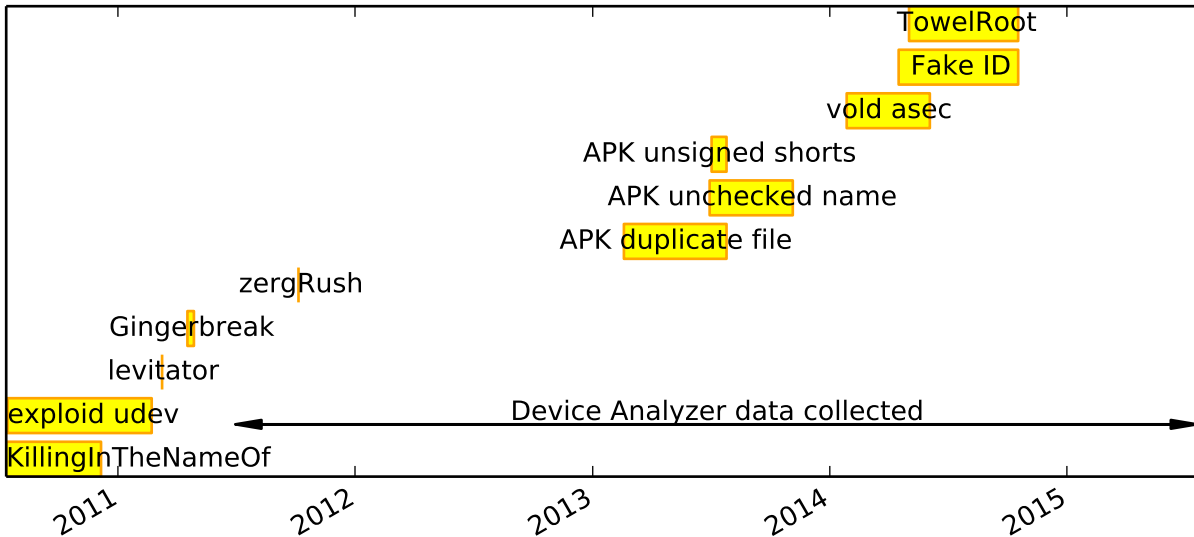 TowelRoot
Fake ID
vold asec
APK unsigned shorts
APK unchecked name
APK duplicate file
zergRush
Gingerbreak
levitator
exploid udev
Device Analyzer data collected
KillingInTheNameOf
2011
2012
2013
2014
2015